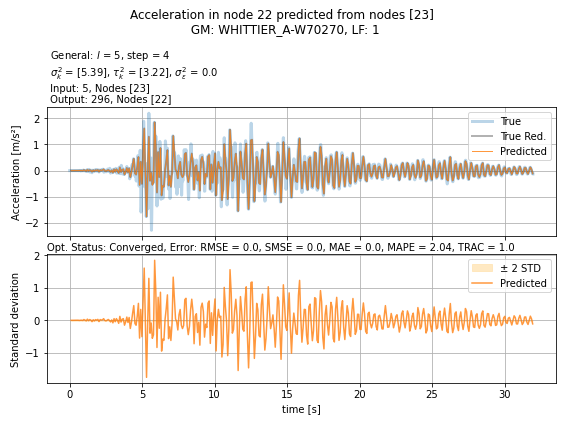 Acceleration in node 22 predicted from nodes [23]
GM: WHITTIER_A-W70270, LF: 1
General: l = 5, step = 4
σ²ₖ = [5.39], τ²ₖ = [3.22], σ²ε = 0.0
Input: 5, Nodes [23]
Output: 296, Nodes [22]
Acceleration [m/s²]
2
1
0
−1
−2
True
True Red.
Predicted
Opt. Status: Converged, Error: RMSE = 0.0, SMSE = 0.0, MAE = 0.0, MAPE = 2.04, TRAC = 1.0
Standard deviation
2
1
0
−1
± 2 STD
Predicted
0 5 10 15 20 25 30
time [s]